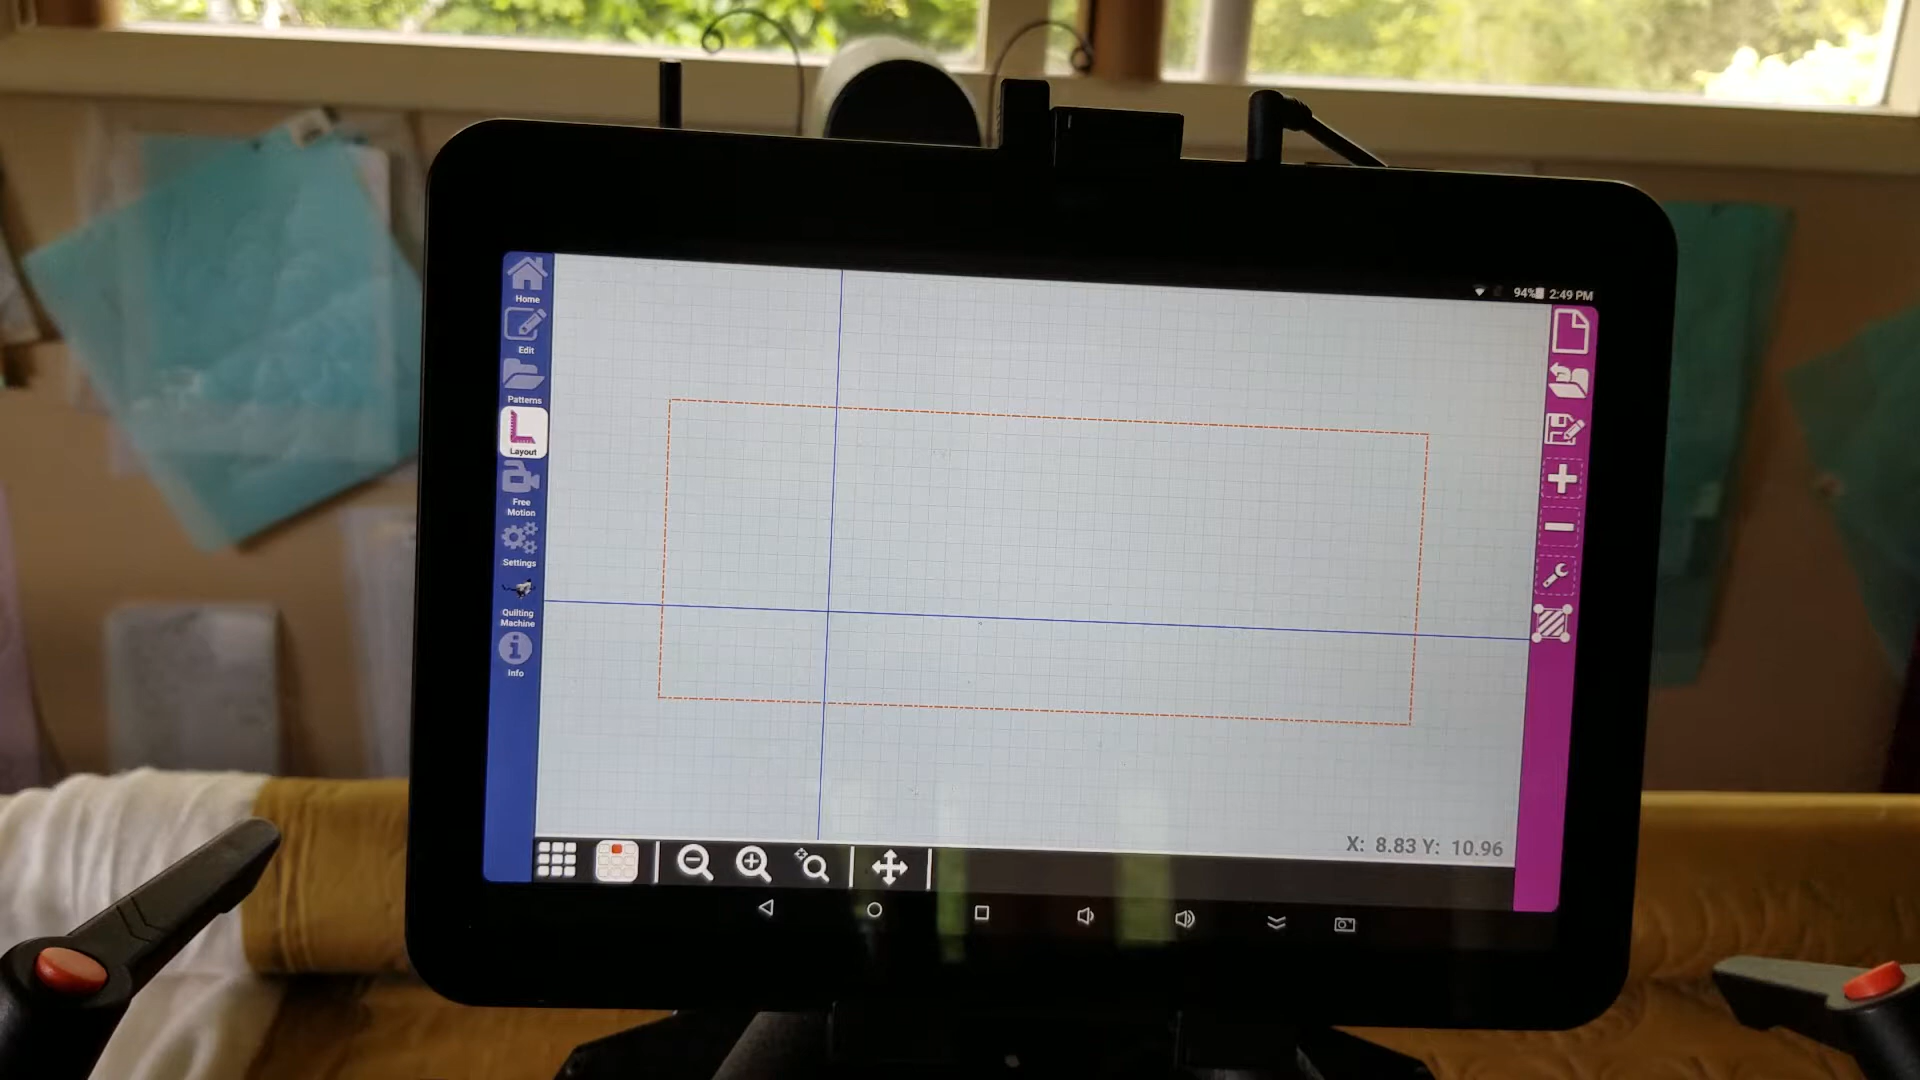 94% 2:49 PM
Home
Edit
Patterns
Layout
Free
Motion
Settings
Quilting
Machine
Info
X: 8.83 Y: 10.96